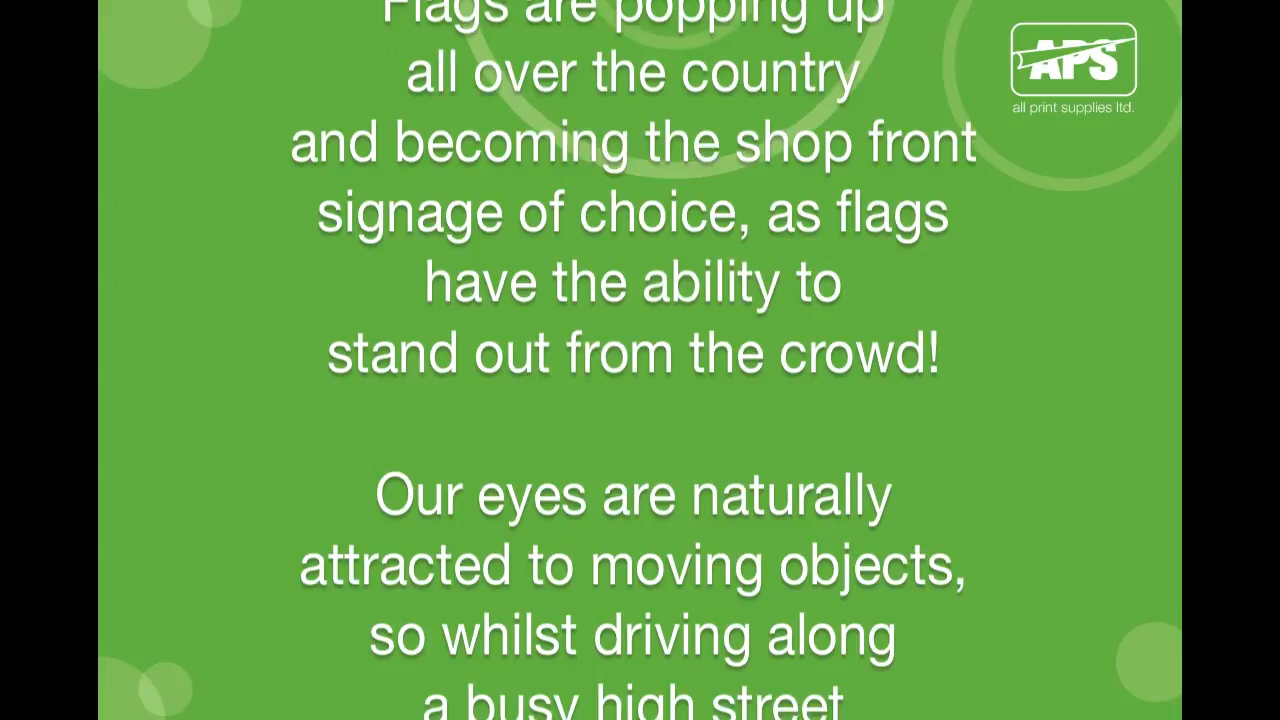 Flags are popping up
all over the country
and becoming the shop front
signage of choice, as flags
have the ability to
stand out from the crowd!
Our eyes are naturally
attracted to moving objects,
so whilst driving along
a busy high street
APS
all print supplies ltd.